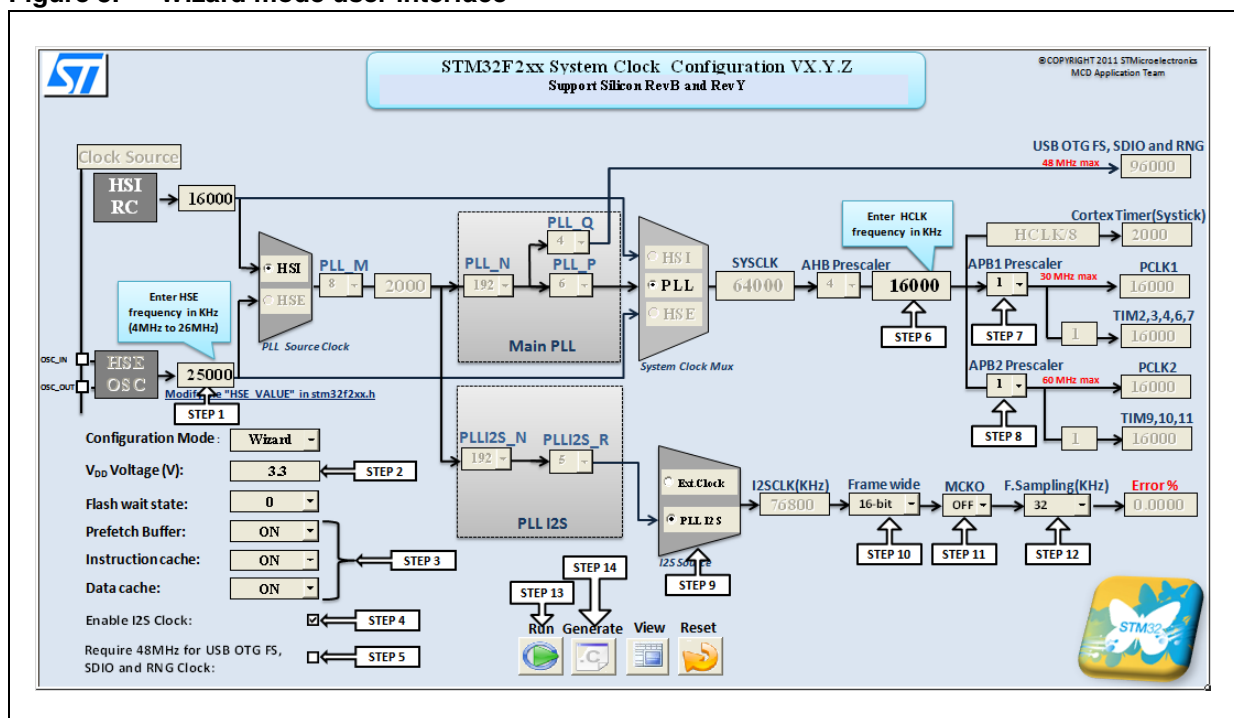 Figure 3. Wizard mode user interface
ST
STM32F2xx System Clock Configuration VX.Y.Z
Support Silicon RevB and RevY
©COPYRIGHT 2011 STMicroelectronics
MCD Application Team
Clock Source
HSI
RC
16000
Enter HSE
frequency in KHz
(4MHz to 26MHz)
OSC_IN
OSC_OUT
HSE
OSC
25000
"HSE_VALUE" in stm32f2xx.h
STEP 1
HSI
HSE
PLL Source Clock
PLL_M
8
2000
PLL_N
192
PLL_Q
4
PLL_P
6
Main PLL
HSI
PLL
HSE
System Clock Mux
SYSCLK
64000
AHB Prescaler
4
Enter HCLK
frequency in KHz
16000
STEP 6
USB OTG FS, SDIO and RNG
48 MHz max
96000
Cortex Timer(Systick)
HCLK/8
2000
APB1 Prescaler
1
30 MHz max
STEP 7
PCLK1
16000
TIM2,3,4,6,7
1
16000
APB2 Prescaler
1
60 MHz max
STEP 8
PCLK2
16000
TIM9,10,11
1
16000
Configuration Mode:
Wizard
VDD Voltage (V):
3.3
STEP 2
Flash wait state:
0
Prefetch Buffer:
ON
Instruction cache:
ON
STEP 3
Data cache:
ON
Enable I2S Clock:
STEP 4
Require 48MHz for USB OTG FS,
SDIO and RNG Clock:
STEP 5
PLLI2S_N
192
PLLI2S_R
5
PLL I2S
Ext.Clock
PLL I2S
I2S Source
STEP 9
I2SCLK(KHz)
76800
Frame wide
16-bit
STEP 10
MCKO
OFF
STEP 11
F.Sampling(KHz)
32
STEP 12
Error %
0.0000
STEP 13
STEP 14
Run
Generate
View
Reset
.C
STM32